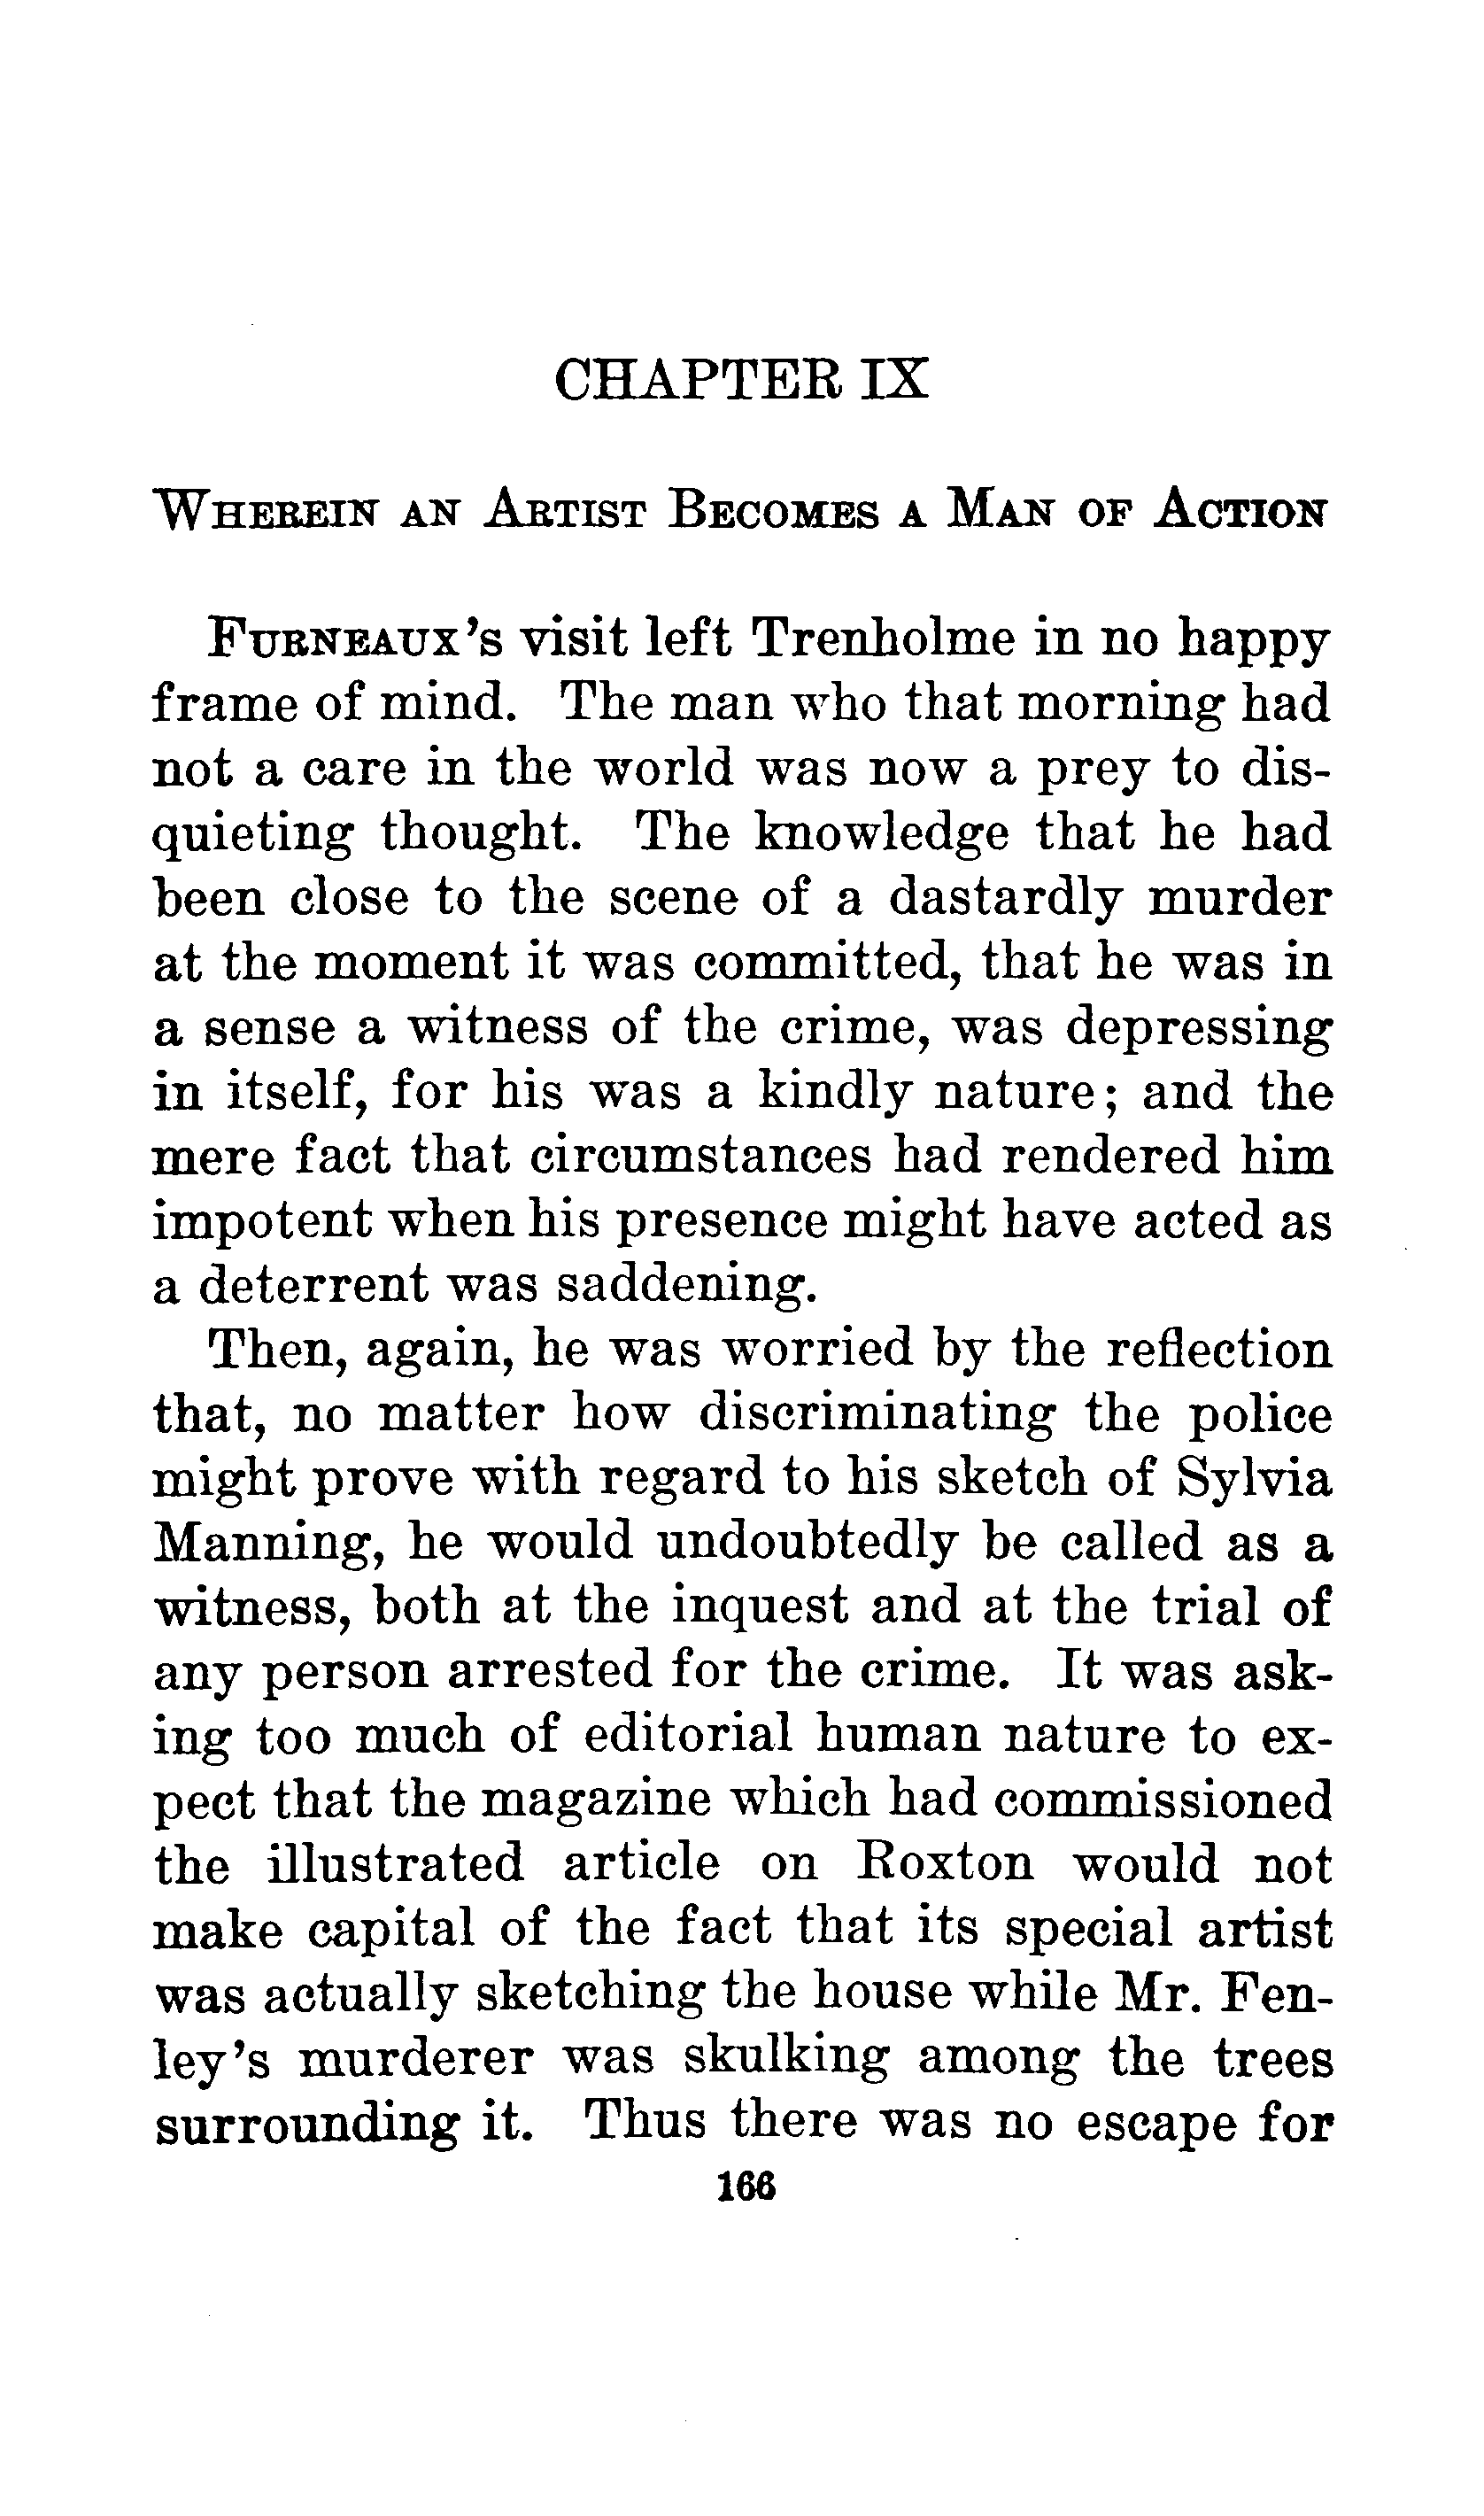 CHAPTER IX
Wherein an Artist Becomes a Man of Action
Furneaux's visit left Trenholme in no happy
frame of mind. The man who that morning had
not a care in the world was now a prey to dis-
quieting thought. The knowledge that he had
been close to the scene of a dastardly murder
at the moment it was committed, that he was in
a sense a witness of the crime, was depressing
in itself, for his was a kindly nature; and the
mere fact that circumstances had rendered him
impotent when his presence might have acted as
a deterrent was saddening.
Then, again, he was worried by the reflection
that, no matter how discriminating the police
might prove with regard to his sketch of Sylvia
Manning, he would undoubtedly be called as a
witness, both at the inquest and at the trial of
any person arrested for the crime. It was ask-
ing too much of editorial human nature to ex-
pect that the magazine which had commissioned
the illustrated article on Roxton would not
make capital of the fact that its special artist
was actually sketching the house while Mr. Fen-
ley's murderer was skulking among the trees
surrounding it. Thus there was no escape for
166